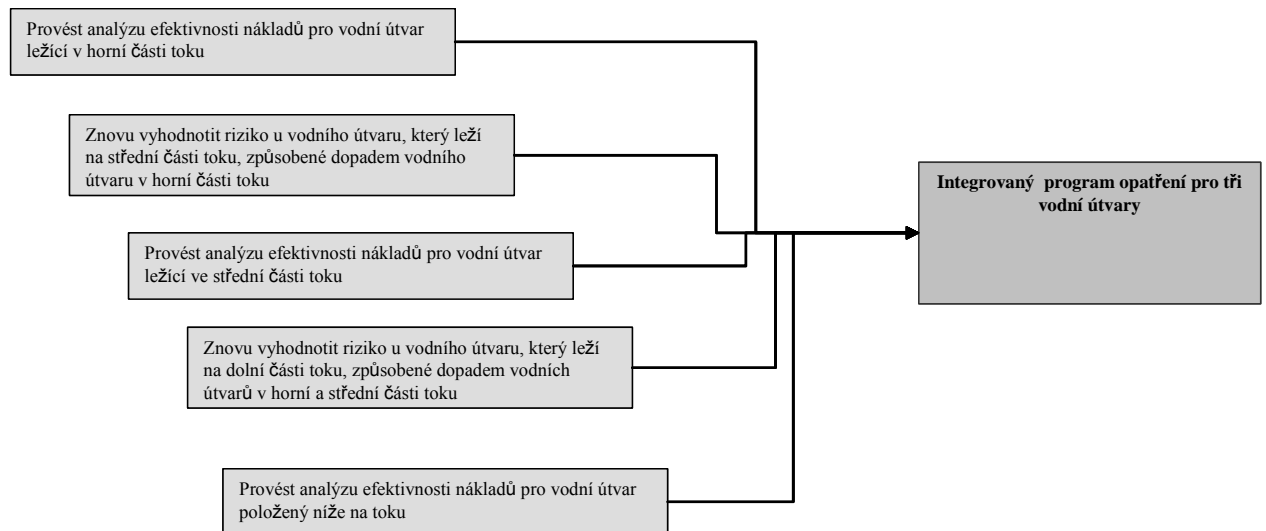 Provést analýzu efektivnosti nákladů pro vodní útvar
ležící v horní části toku
Znovu vyhodnotit riziko u vodního útvaru, který leží
na střední části toku, způsobené dopadem vodního
útvaru v horní části toku
Provést analýzu efektivnosti nákladů pro vodní útvar
ležící ve střední části toku
Znovu vyhodnotit riziko u vodního útvaru, který leží
na dolní části toku, způsobené dopadem vodních
útvarů v horní a střední části toku
Provést analýzu efektivnosti nákladů pro vodní útvar
položený níže na toku
Integrovaný program opatření pro tři
vodní útvary